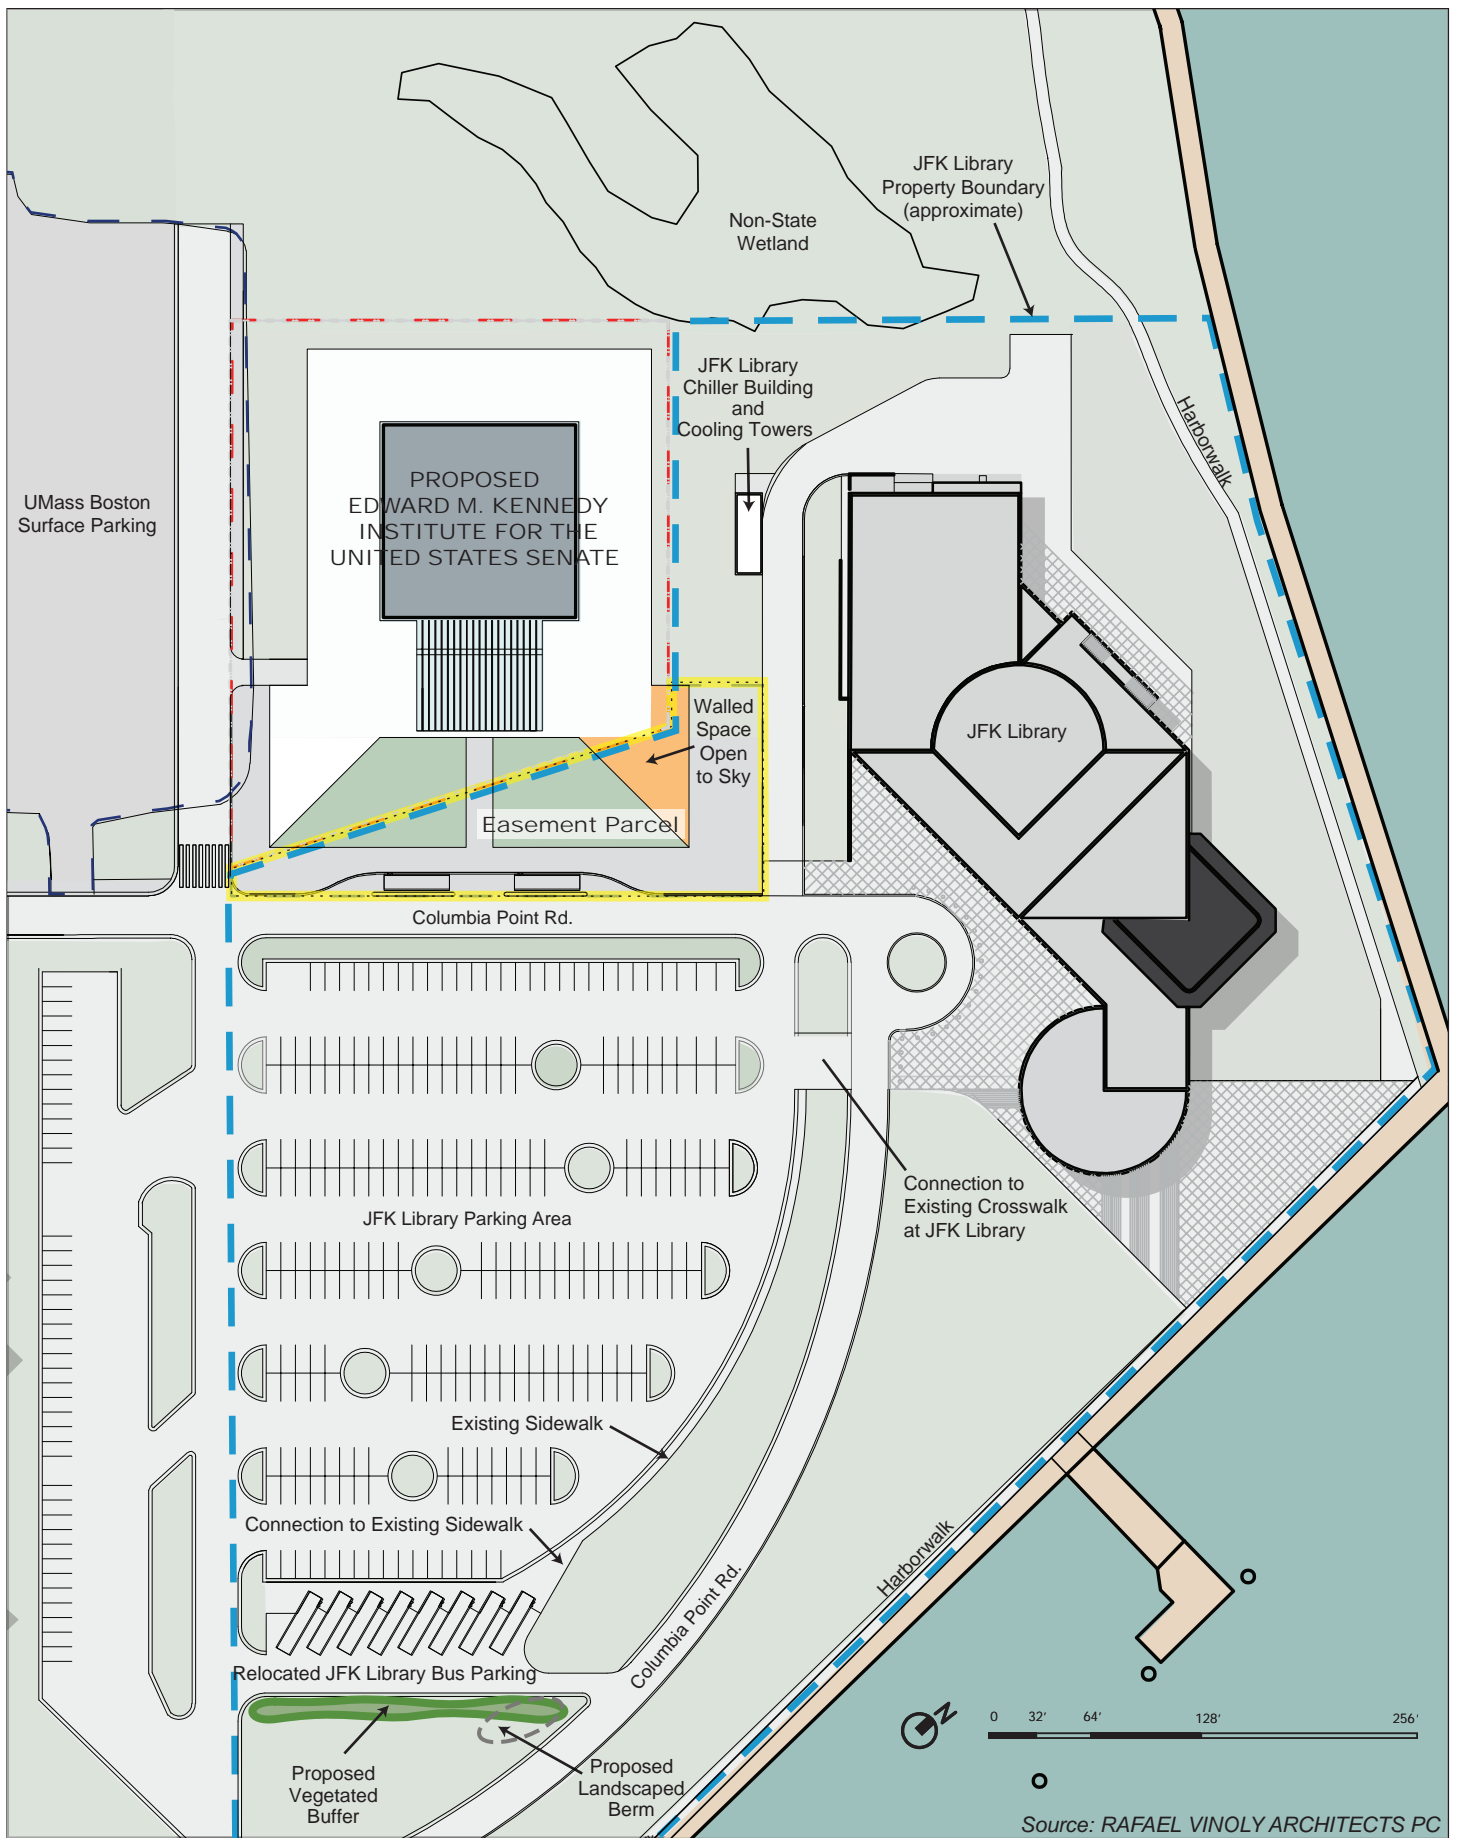 JFK Library
Property Boundary
(approximate)
Non-State
Wetland
Harborwalk
JFK Library
Chiller Building
and
Cooling Towers
UMass Boston
Surface Parking
PROPOSED
EDWARD M. KENNEDY
INSTITUTE FOR THE
UNITED STATES SENATE
Walled
Space
Open
to Sky
JFK Library
Easement Parcel
Columbia Point Rd.
Connection to
Existing Crosswalk
at JFK Library
JFK Library Parking Area
Existing Sidewalk
Connection to Existing Sidewalk
Harborwalk
Columbia Point Rd.
Relocated JFK Library Bus Parking
Proposed
Vegetated
Buffer
Proposed
Landscaped
Berm
N
0 32' 64' 128' 256'
Source: RAFAEL VINOLY ARCHITECTS PC